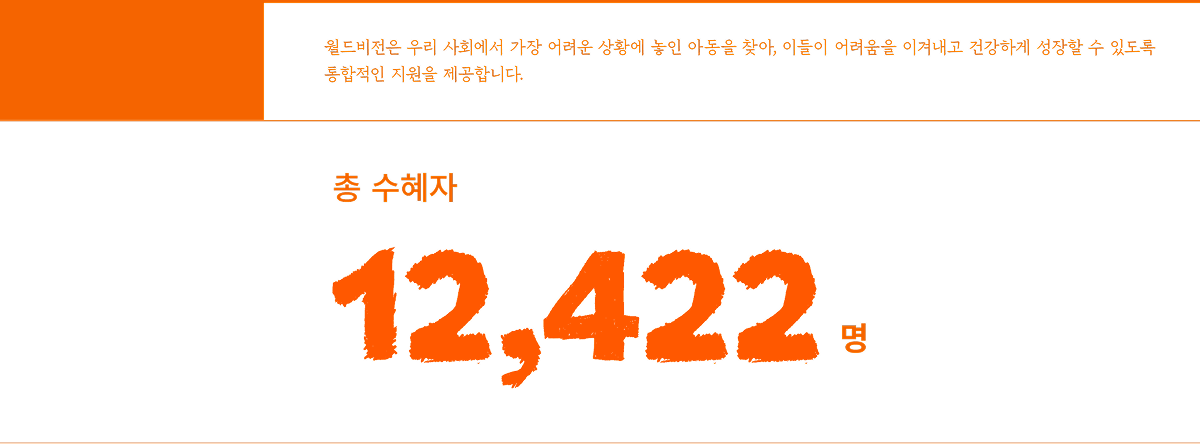 월드비전은 우리 사회에서 가장 어려운 상황에 놓인 아동을 찾아, 이들이 어려움을 이겨내고 건강하게 성장할 수 있도록
통합적인 지원을 제공합니다.
총 수혜자
12,422 명